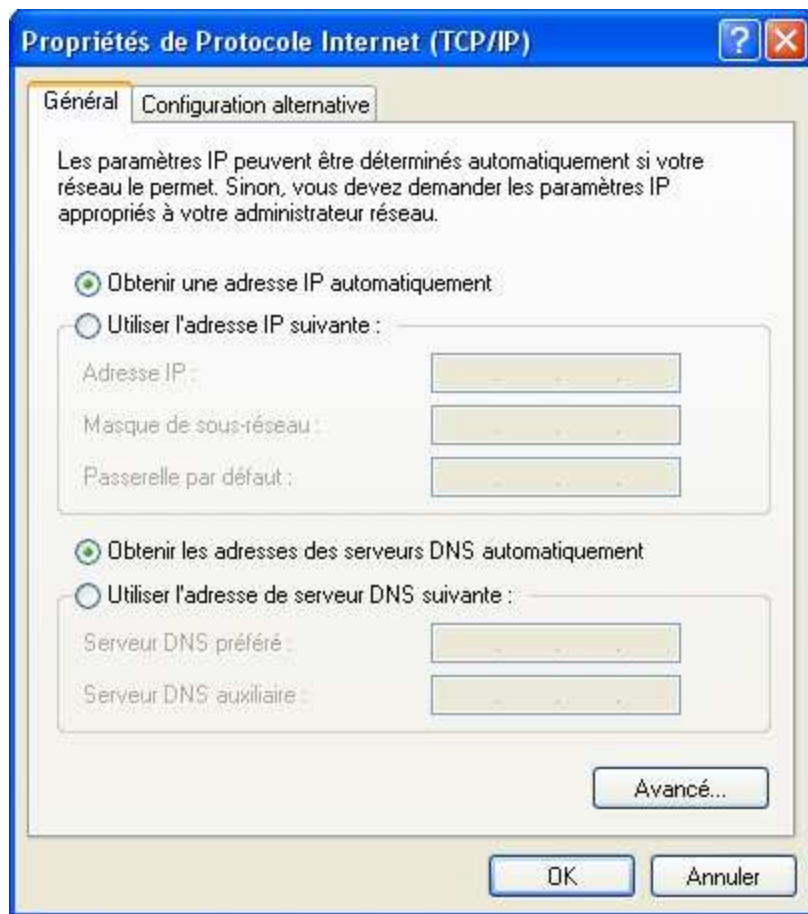 Propriétés de Protocole Internet (TCP/IP)
?
Général
Configuration alternative
Les paramètres IP peuvent être déterminés automatiquement si votre
réseau le permet. Sinon, vous devez demander les paramètres IP
appropriés à votre administrateur réseau.
Obtenir une adresse IP automatiquement
Utiliser l'adresse IP suivante :
Adresse IP :
Masque de sous-réseau :
Passerelle par défaut :
Obtenir les adresses des serveurs DNS automatiquement
Utiliser l'adresse de serveur DNS suivante :
Serveur DNS préféré :
Serveur DNS auxiliaire :
Avancé...
OK
Annuler